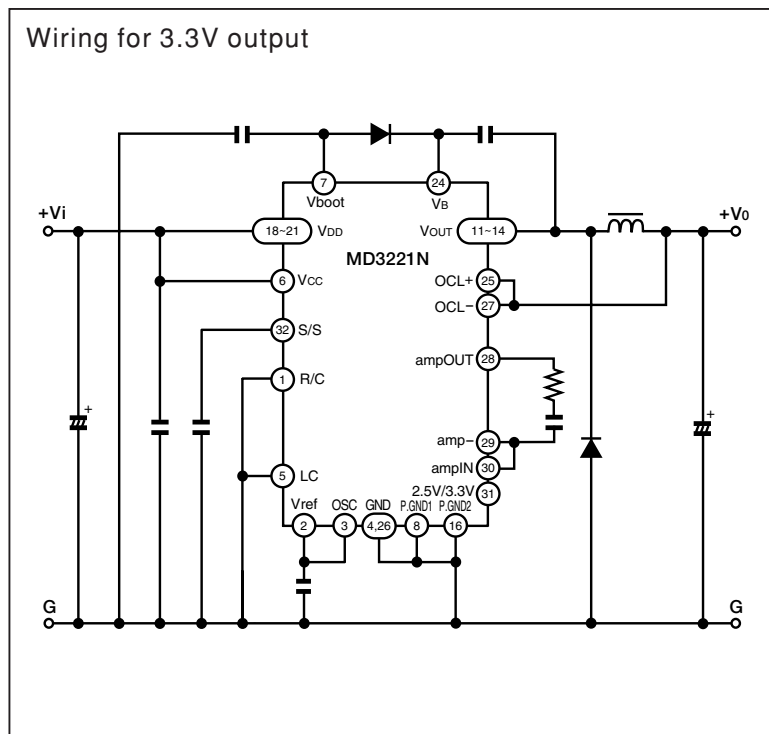 Wiring for 3.3V output
7
24
Vboot
VB
+Vi
+V0
18~21
VDD
VOUT
11~14
MD3221N
6
VCC
OCL+
25
OCL−
27
32
S/S
ampOUT
28
1
R/C
+
+
amp−
29
ampIN
30
5
LC
2.5V/3.3V
31
Vref
OSC
GND
P.GND1
P.GND2
2
3
4,26
8
16
G
G